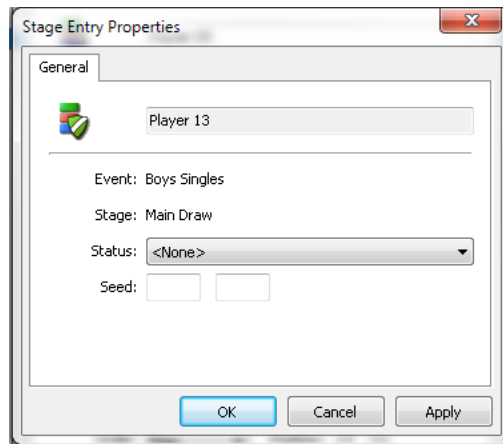 Stage Entry Properties
General
Player 13
Event: Boys Singles
Stage: Main Draw
Status: <None>
Seed:
OK Cancel Apply